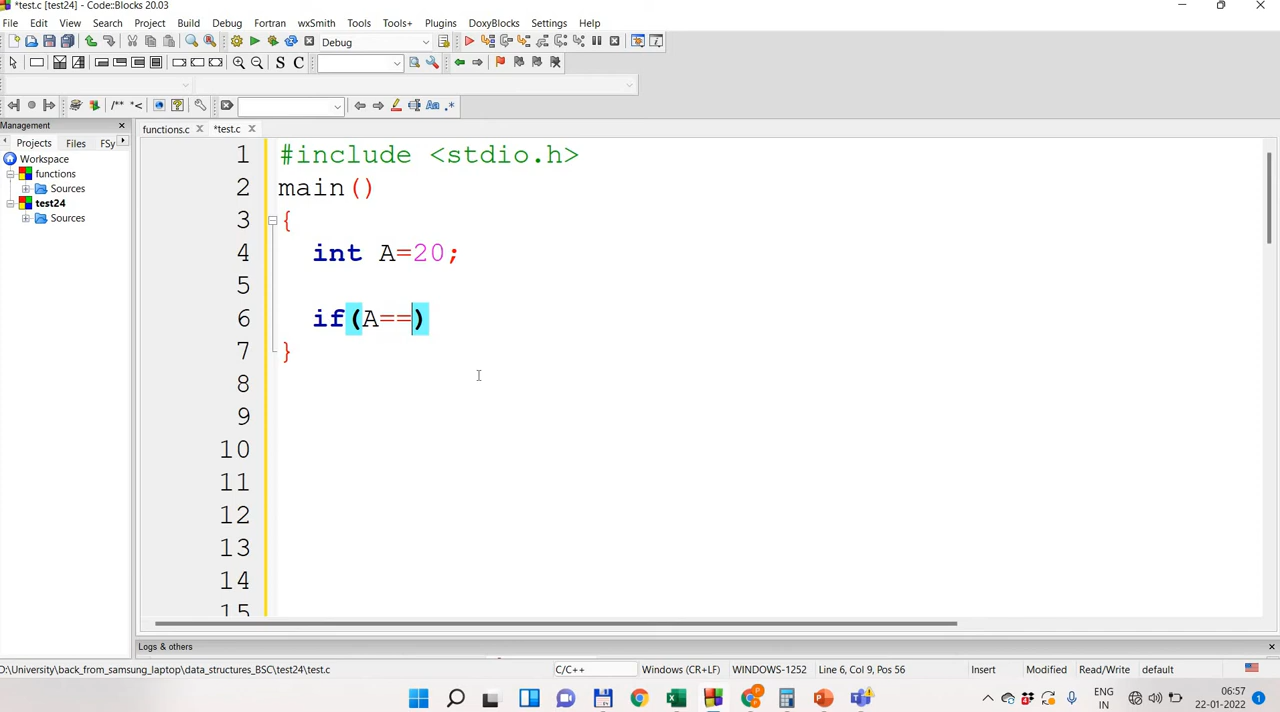 *test.c [test24] - Code::Blocks 20.03
File Edit View Search Project Build Debug Fortran wxSmith Tools Tools+ Plugins DoxyBlocks Settings Help
Debug
S C
/** *< Aa .*
Management
Projects Files FSy
functions.c *test.c
Workspace
functions
Sources
test24
Sources
1 #include <stdio.h>
2 main()
3 {
4 int A=20;
5
6 if(A==)
7 }
8
9
10
11
12
13
14
15
Logs & others
D:\University\back_from_samsung_laptop\data_structures_BSC\test24\test.c C/C++ Windows (CR+LF) WINDOWS-1252 Line 6, Col 9, Pos 56 Insert Modified Read/Write default
ENG
IN
06:57
22-01-2022
1